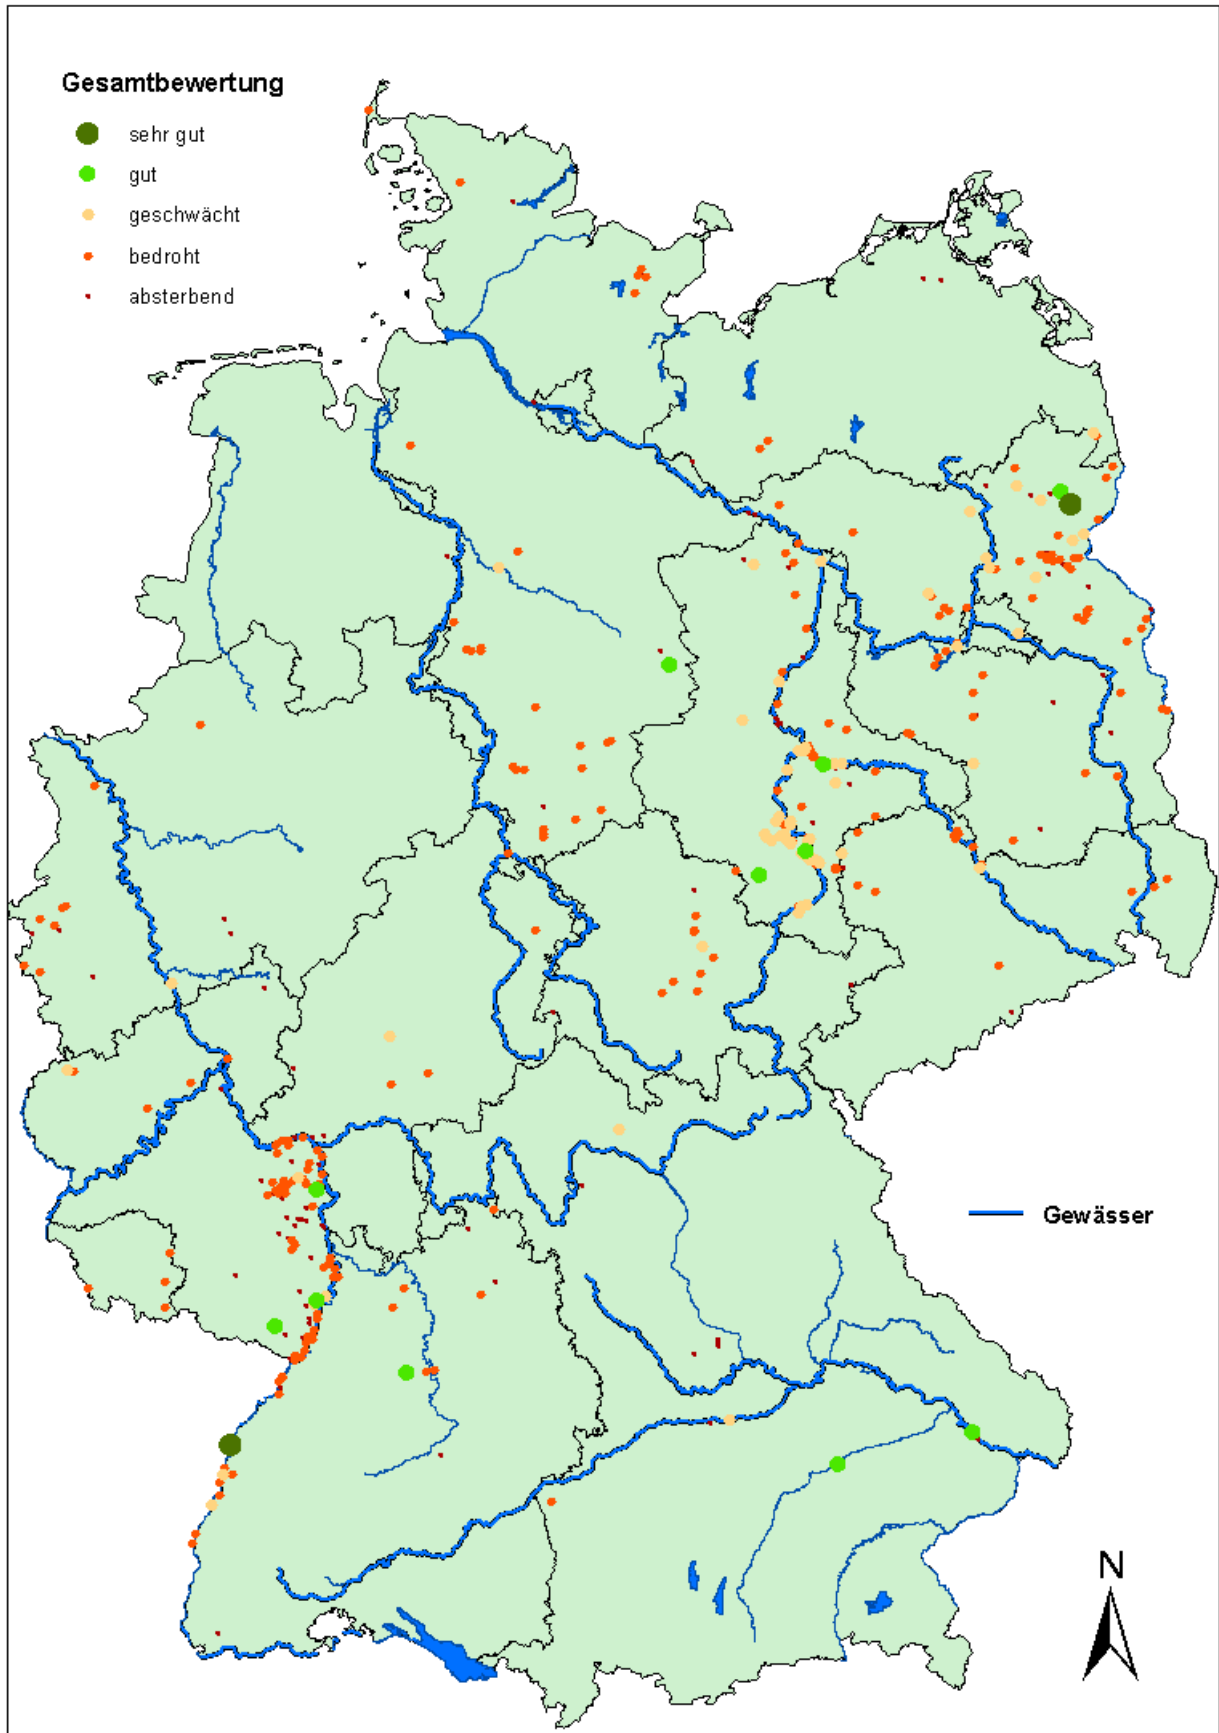 Gesamtbewertung
sehr gut
gut
geschwächt
bedroht
absterbend
Gewässer
N